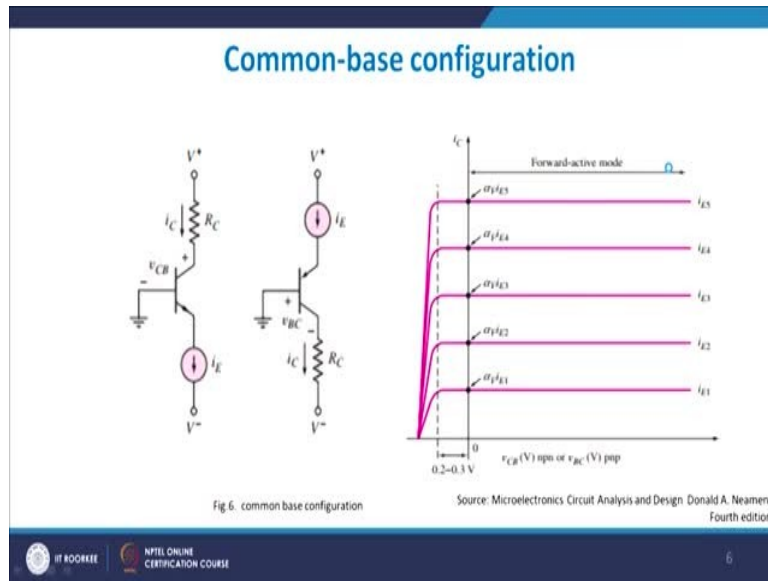 Common-base configuration
V⁺
i_C
R_C
v_CB
+
−
i_E
V⁻
V⁺
i_E
+
v_BC
−
i_C
R_C
V⁻
i_C
Forward-active mode
α_F i_E5
i_E5
α_F i_E4
i_E4
α_F i_E3
i_E3
α_F i_E2
i_E2
α_F i_E1
i_E1
0
0.2–0.3 V
v_CB (V) npn or v_BC (V) pnp
Fig.6. common base configuration
Source: Microelectronics Circuit Analysis and Design Donald A. Neamen
Fourth edition
IIT ROORKEE
NPTEL ONLINE
CERTIFICATION COURSE
6